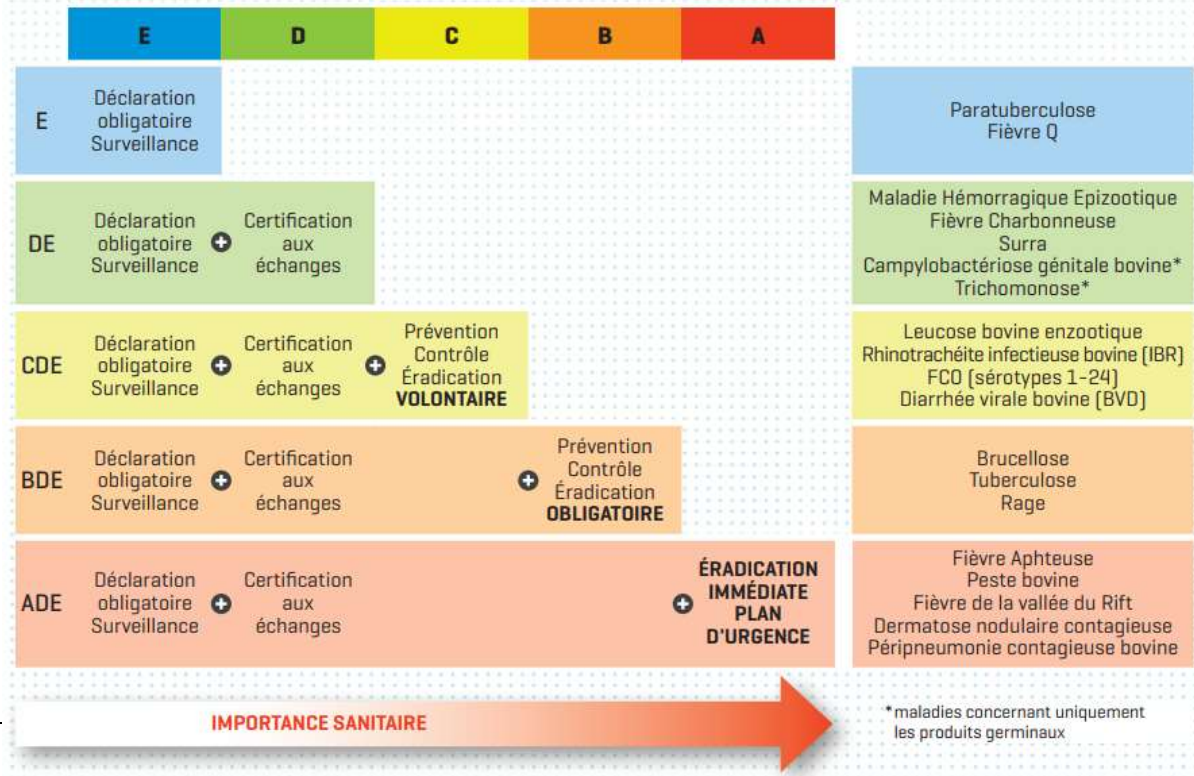 E D C B A
E
Déclaration
obligatoire
Surveillance
Paratuberculose
Fièvre Q
DE
Déclaration
obligatoire
Surveillance
+
Certification
aux
échanges
Maladie Hémorragique Epizootique
Fièvre Charbonneuse
Surra
Campylobactériose génitale bovine*
Trichomonose*
CDE
Déclaration
obligatoire
Surveillance
+
Certification
aux
échanges
+
Prévention
Contrôle
Éradication
VOLONTAIRE
Leucose bovine enzootique
Rhinotrachéite infectieuse bovine [IBR]
FCO [sérotypes 1-24]
Diarrhée virale bovine [BVD]
BDE
Déclaration
obligatoire
Surveillance
+
Certification
aux
échanges
+
Prévention
Contrôle
Éradication
OBLIGATOIRE
Brucellose
Tuberculose
Rage
ADE
Déclaration
obligatoire
Surveillance
+
Certification
aux
échanges
+
ÉRADICATION
IMMÉDIATE
PLAN
D'URGENCE
Fièvre Aphteuse
Peste bovine
Fièvre de la vallée du Rift
Dermatose nodulaire contagieuse
Péripneumonie contagieuse bovine
IMPORTANCE SANITAIRE
*maladies concernant uniquement
les produits germinaux